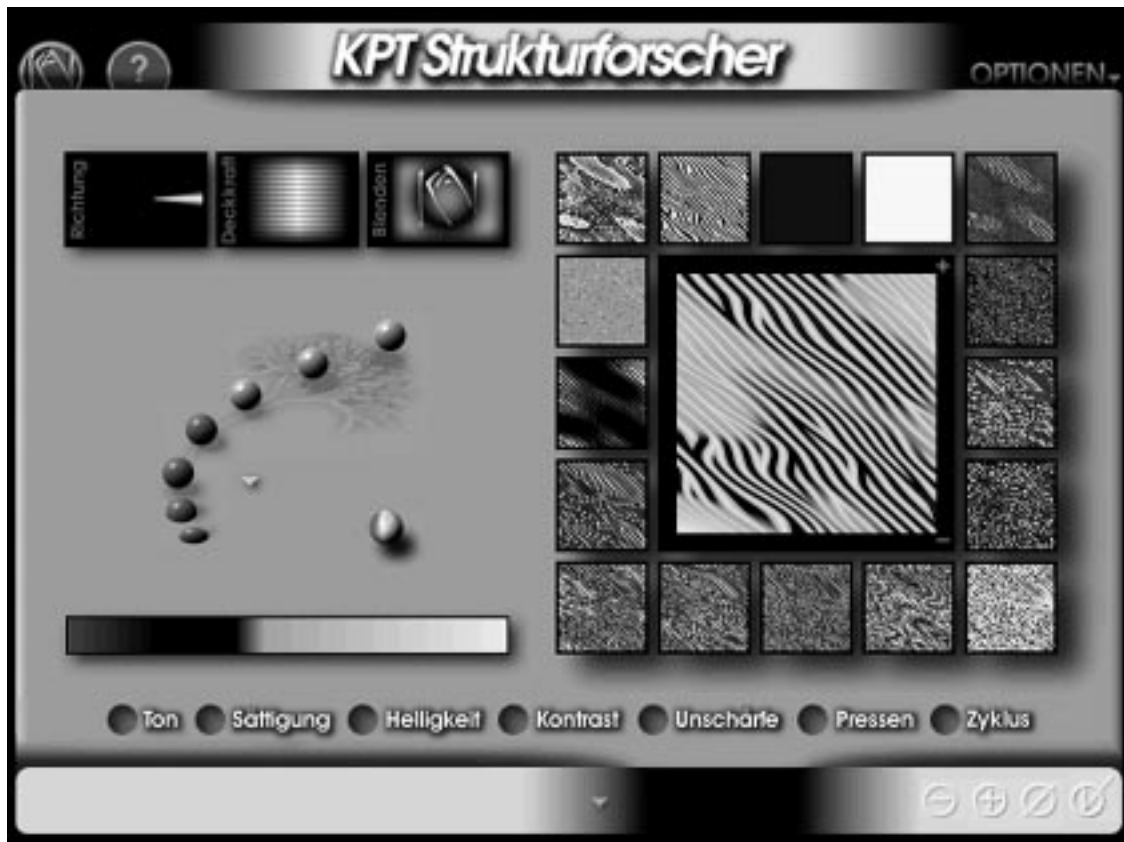 KPT Strukturforscher
?
OPTIONEN
Richtung
Deckkraft
Blenden
Ton Sättigung Helligkeit Kontrast Unschärfe Pressen Zyklus